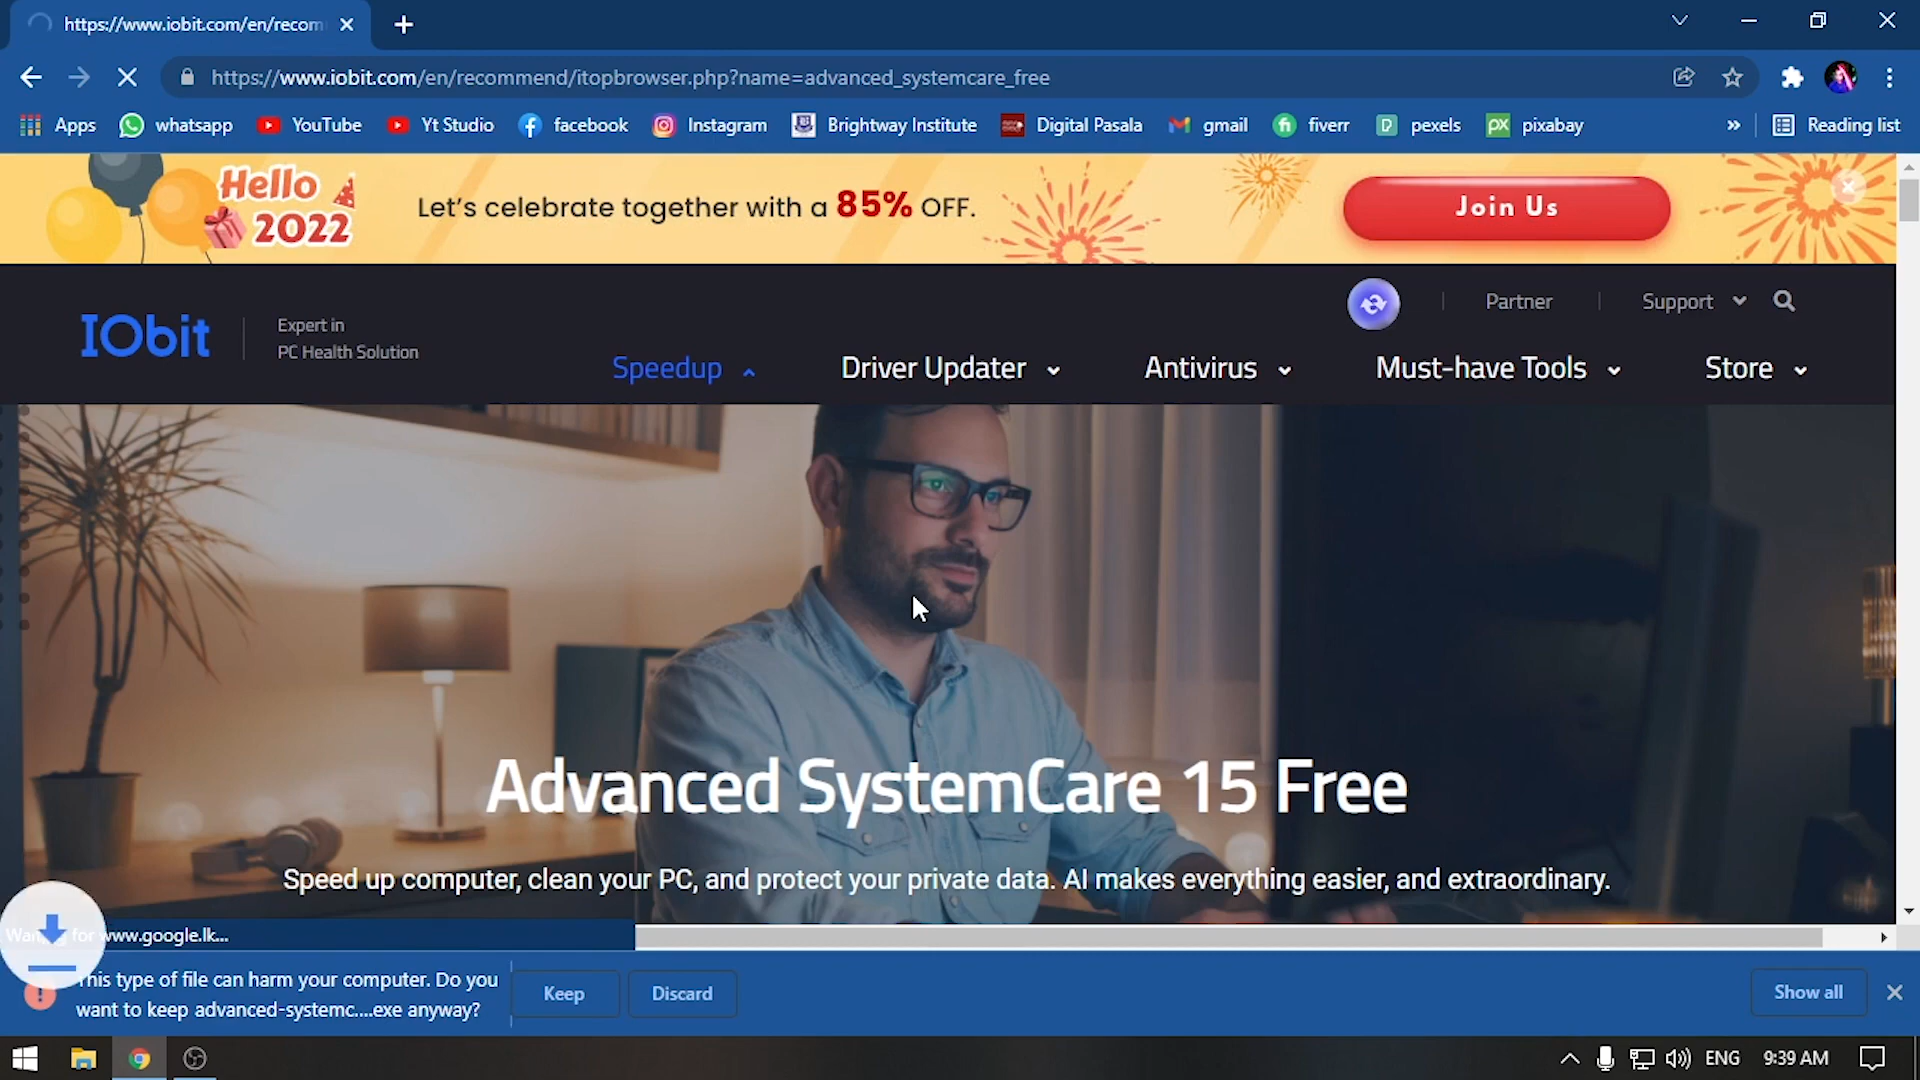 https://www.iobit.com/en/recom
https://www.iobit.com/en/recommend/itopbrowser.php?name=advanced_systemcare_free
Apps whatsapp YouTube Yt Studio facebook Instagram Brightway Institute Digital Pasala gmail fiverr pexels pixabay » Reading list
Hello
2022
Let's celebrate together with a 85% OFF.
Join Us
IObit
Expert in
PC Health Solution
Partner
Support
Speedup
Driver Updater
Antivirus
Must-have Tools
Store
Advanced SystemCare 15 Free
Speed up computer, clean your PC, and protect your private data. AI makes everything easier, and extraordinary.
for www.google.lk...
This type of file can harm your computer. Do you
want to keep advanced-systemc....exe anyway?
Keep
Discard
Show all
ENG
9:39 AM